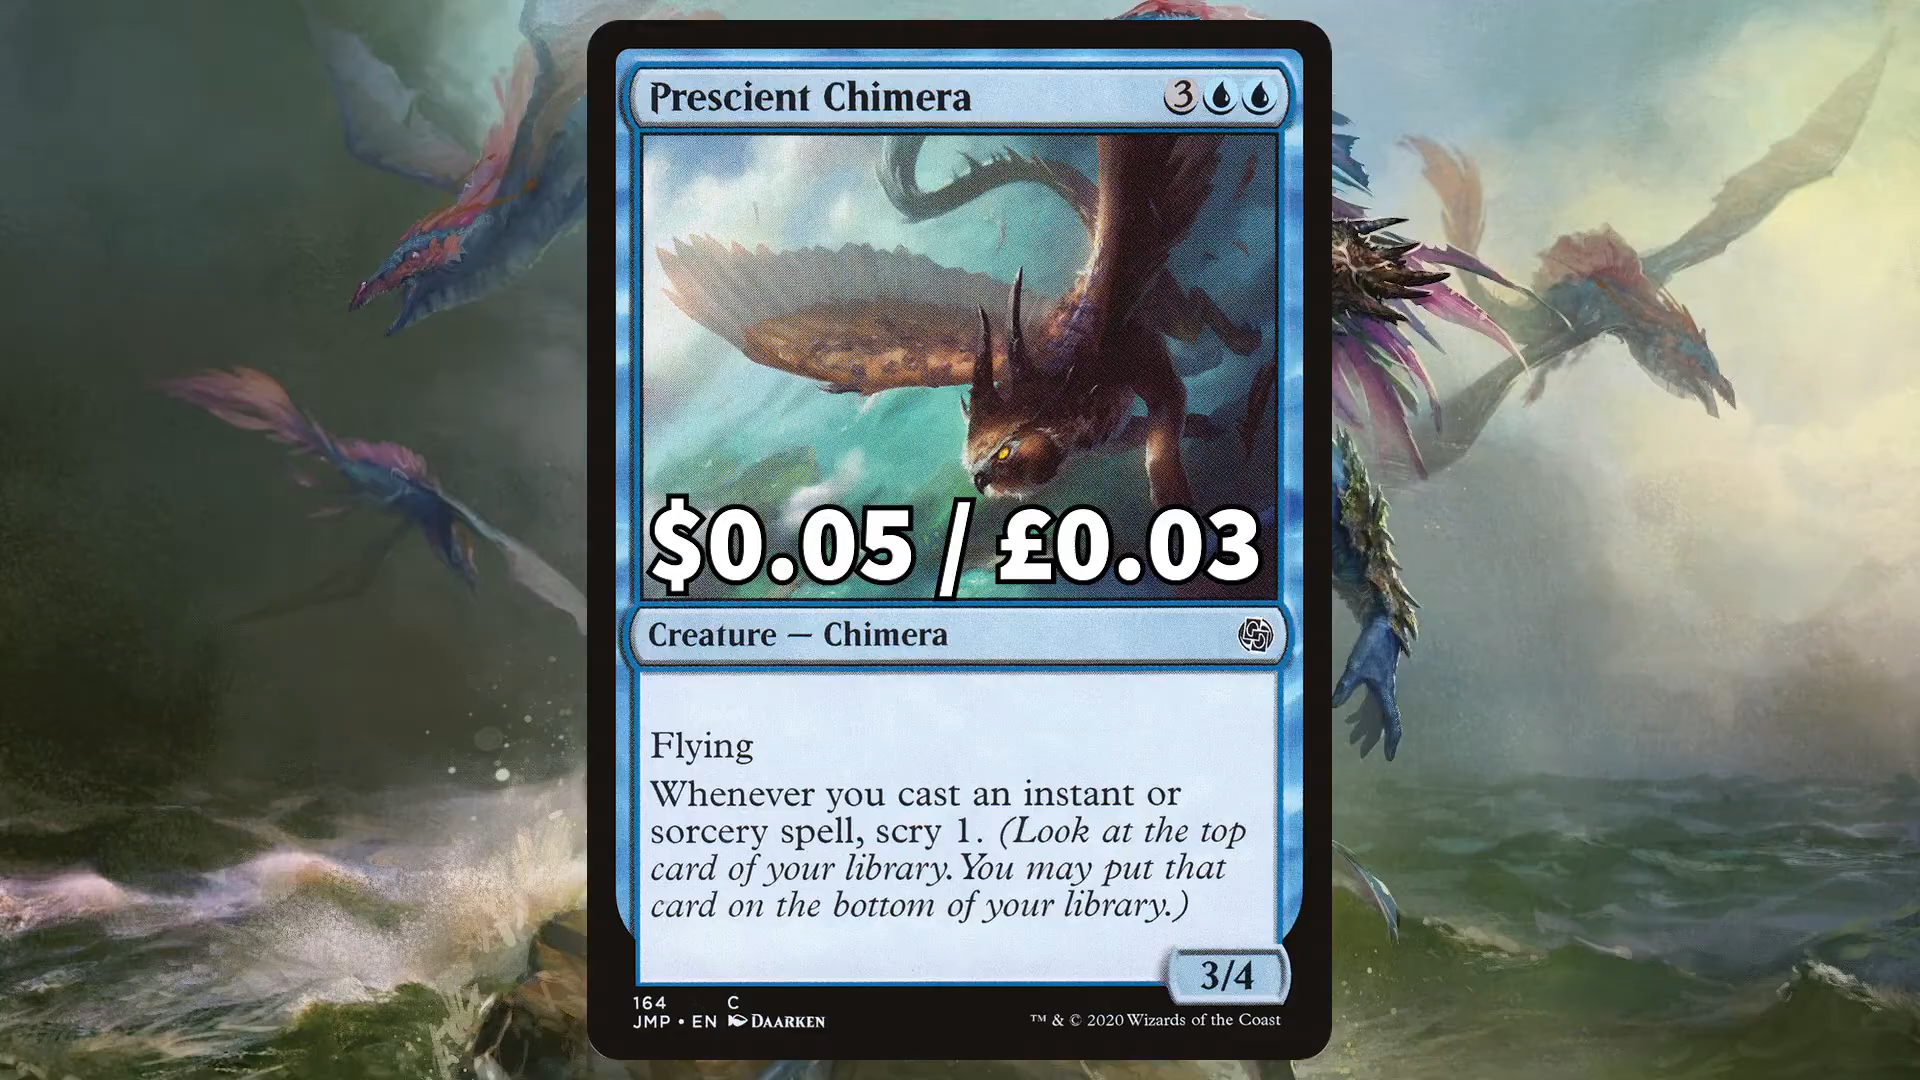 Prescient Chimera 3
$0.05 / £0.03
Creature — Chimera
Flying
Whenever you cast an instant or
sorcery spell, scry 1. (Look at the top
card of your library. You may put that
card on the bottom of your library.)
3/4
164 C
JMP • EN DAARKEN
™ & © 2020 Wizards of the Coast